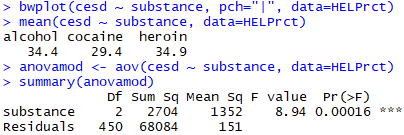 > bwplot(cesd ~ substance, pch="|", data=HELPrct)
> mean(cesd ~ substance, data=HELPrct)
alcohol cocaine  heroin
   34.4    29.4    34.9
> anovamod <- aov(cesd ~ substance, data=HELPrct)
> summary(anovamod)
             Df Sum Sq Mean Sq F value  Pr(>F)
substance     2   2704    1352    8.94 0.00016 ***
Residuals   450  68084     151